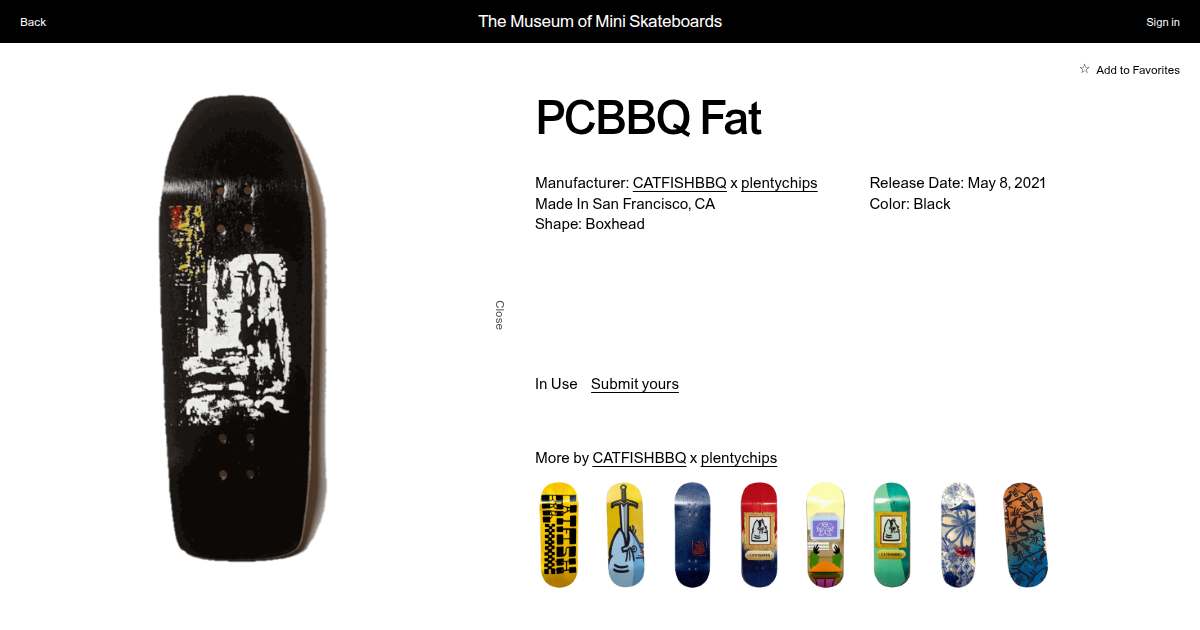 Back
The Museum of Mini Skateboards
Sign in
☆ Add to Favorites
PCBBQ Fat
Manufacturer: CATFISHBBQ x plentychips
Made In San Francisco, CA
Shape: Boxhead
Release Date: May 8, 2021
Color: Black
Close
In Use Submit yours
More by CATFISHBBQ x plentychips